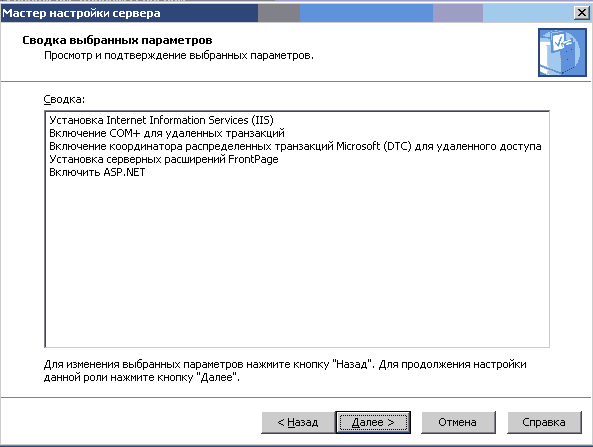 Мастер настройки сервера
Сводка выбранных параметров
Просмотр и подтверждение выбранных параметров.
Сводка:
Установка Internet Information Services (IIS)
Включение COM+ для удаленных транзакций
Включение координатора распределенных транзакций Microsoft (DTC) для удаленного доступа
Установка серверных расширений FrontPage
Включить ASP.NET
Для изменения выбранных параметров нажмите кнопку "Назад". Для продолжения настройки
данной роли нажмите кнопку "Далее".
< Назад Далее > Отмена Справка